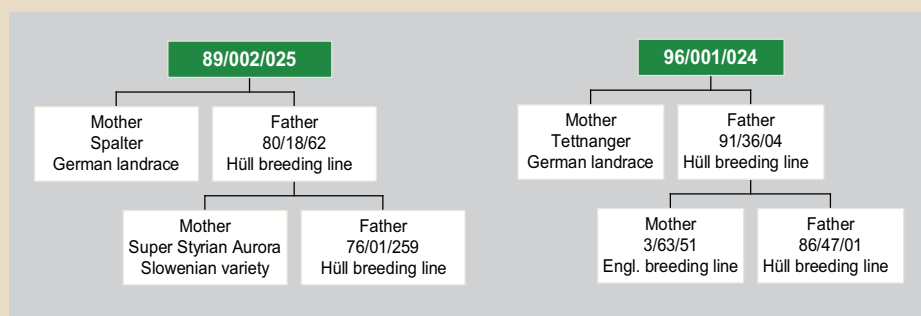 89/002/025
Mother
Spalter
German landrace
Father
80/18/62
Hüll breeding line
Mother
Super Styrian Aurora
Slowenian variety
Father
76/01/259
Hüll breeding line
96/001/024
Mother
Tettnanger
German landrace
Father
91/36/04
Hüll breeding line
Mother
3/63/51
Engl. breeding line
Father
86/47/01
Hüll breeding line